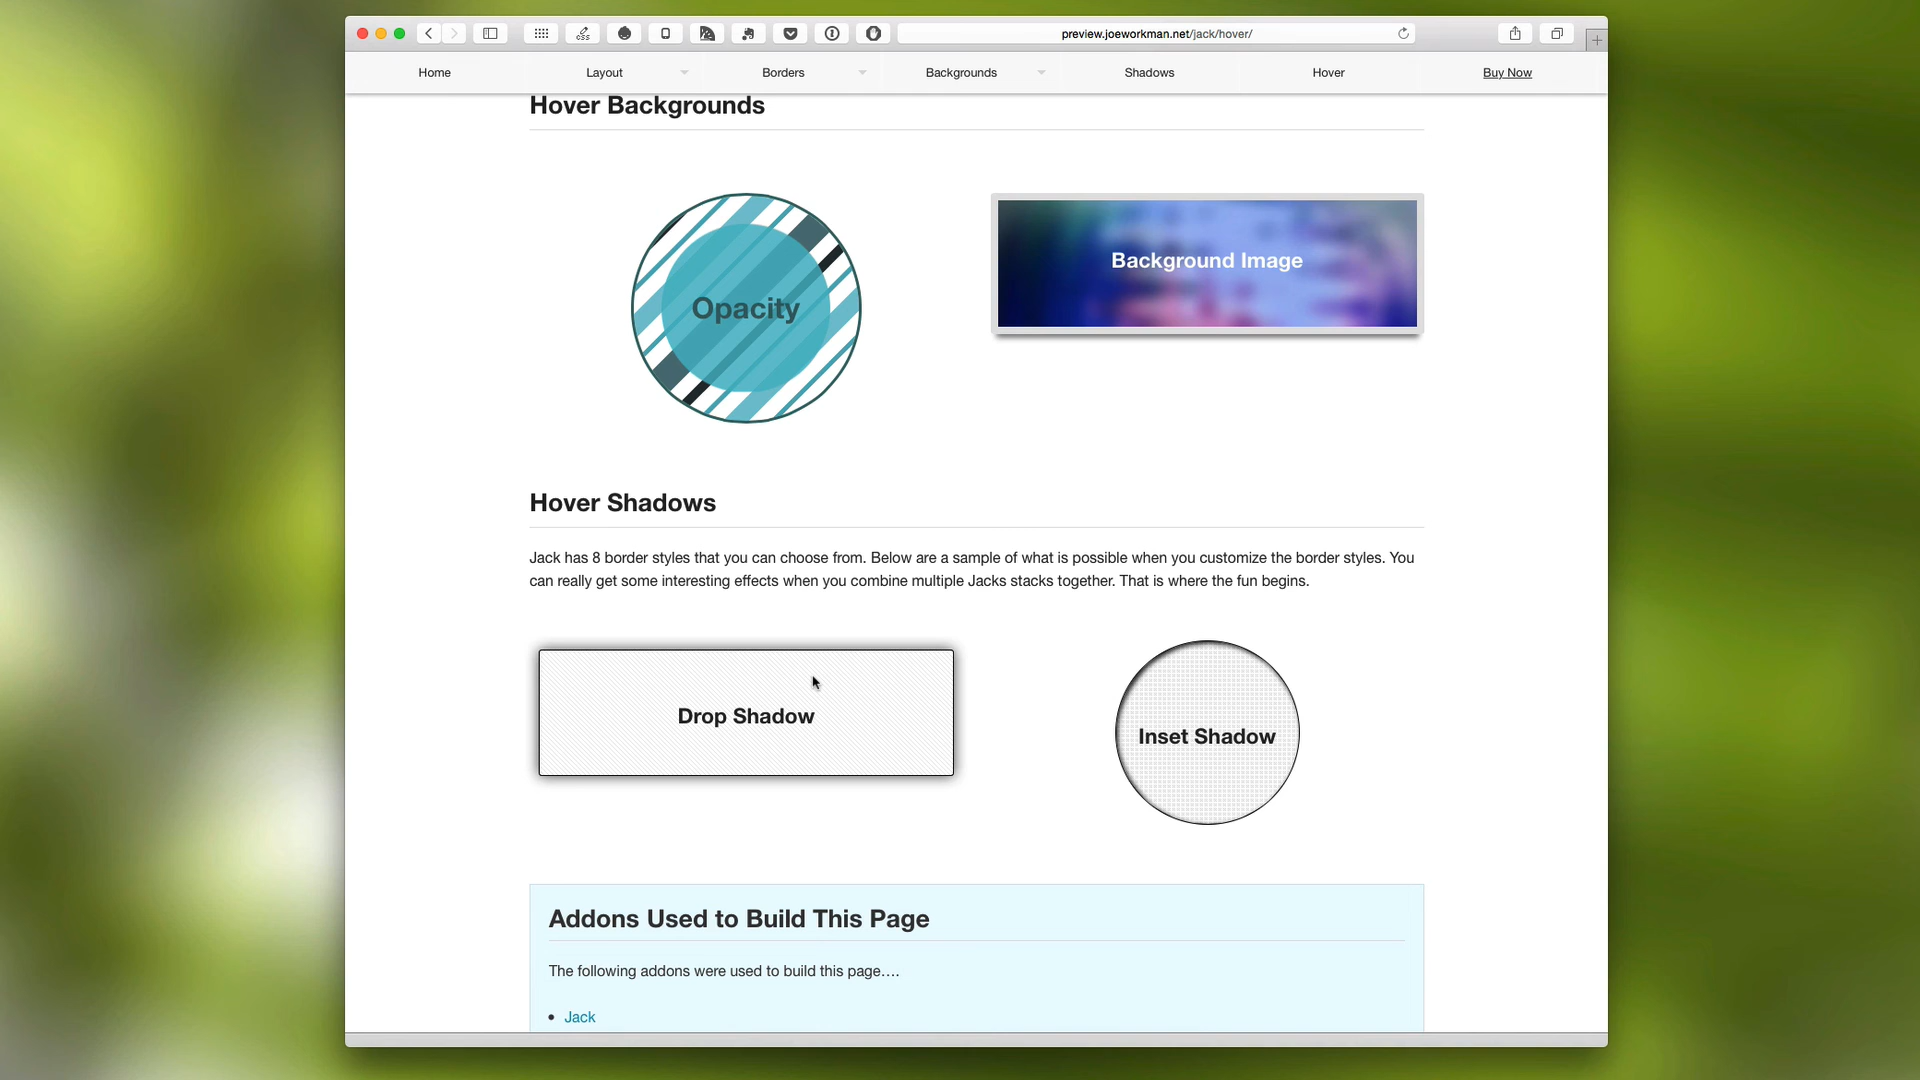 css
preview.joeworkman.net/jack/hover/
Home
Layout
Borders
Backgrounds
Shadows
Hover
Buy Now
Hover Backgrounds
Opacity
Background Image
Hover Shadows
Jack has 8 border styles that you can choose from. Below are a sample of what is possible when you customize the border styles. You
can really get some interesting effects when you combine multiple Jacks stacks together. That is where the fun begins.
Drop Shadow
Inset Shadow
Addons Used to Build This Page
The following addons were used to build this page….
• Jack